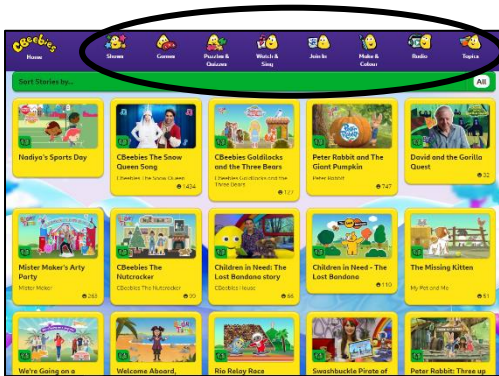 CBeebies
Home
Shows
Games
Puzzles &
Quizzes
Watch &
Sing
Join In
Make &
Colour
Radio
Topics
Sort Stories by...
All
Nadiya's Sports Day
CBeebies The Snow
Queen Song
CBeebies The Snow Queen
1434
CBeebies Goldilocks
and the Three Bears
CBeebies Goldilocks and the
Three Bears
127
Peter Rabbit and The
Giant Pumpkin
Peter Rabbit
747
David and the Gorilla
Quest
32
Mister Maker's Arty
Party
Mister Maker
263
CBeebies The
Nutcracker
CBeebies The Nutcracker
Children in Need: The
Lost Bandana story
CBeebies House
66
Children in Need - The
Lost Bandana
110
The Missing Kitten
My Pet and Me
61
We're Going on a
Welcome Aboard,
Rio Relay Race
Swashbuckle Pirate of
Peter Rabbit: Three up